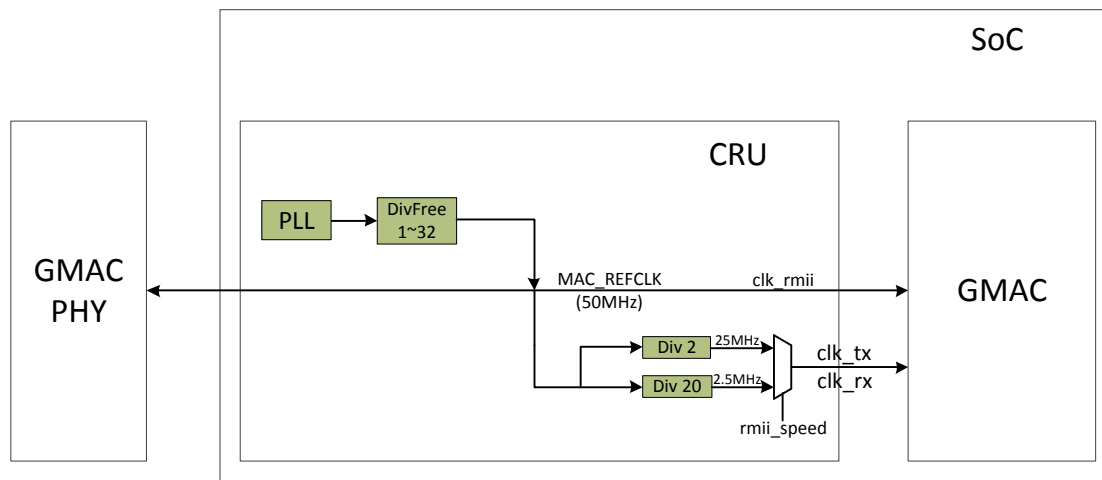 SoC
CRU
PLL
DivFree
1~32
GMAC
PHY
MAC_REFCLK
(50MHz)
clk_rmii
GMAC
Div 2
25MHz
clk_tx
Div 20
2.5MHz
clk_rx
rmii_speed